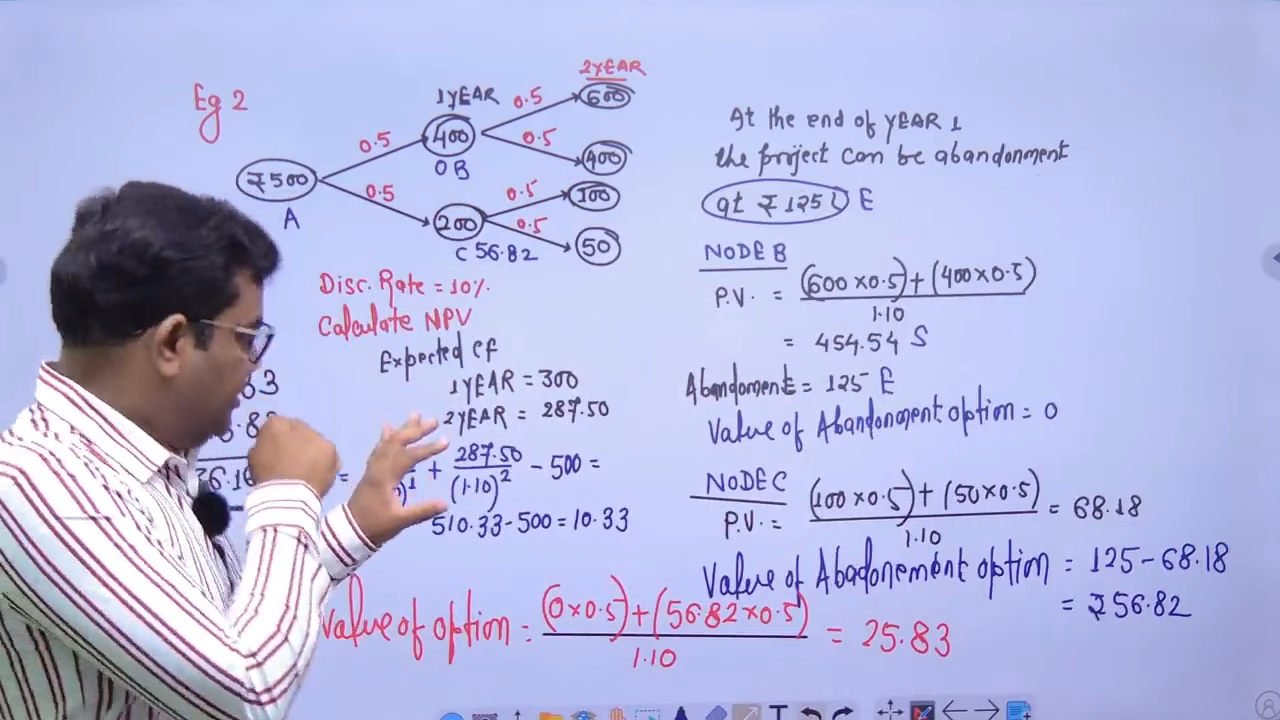 Eg 2
1YEAR
2YEAR
₹500
A
0.5
0.5
400
0 B
200
C 56.82
0.5
0.5
0.5
0.5
600
400
100
50
Disc. Rate = 10%.
Calculate NPV
Expected CF
1YEAR = 300
2YEAR = 287.50
= + 287.50 / (1.10)² - 500 =
510.33-500 = 10.33
At the end of YEAR 1
the project can be abandonment
at ₹125 E
NODE B
P.V. = (600×0.5)+(400×0.5) / 1.10
= 454.54 S
Abandoment = 125 E
Value of Abandonment option = 0
NODE C
P.V. = (100×0.5)+(50×0.5) / 1.10 = 68.18
Value of Abadonement option = 125-68.18
= ₹56.82
Value of option = (0×0.5)+(56.82×0.5) / 1.10 = 25.83